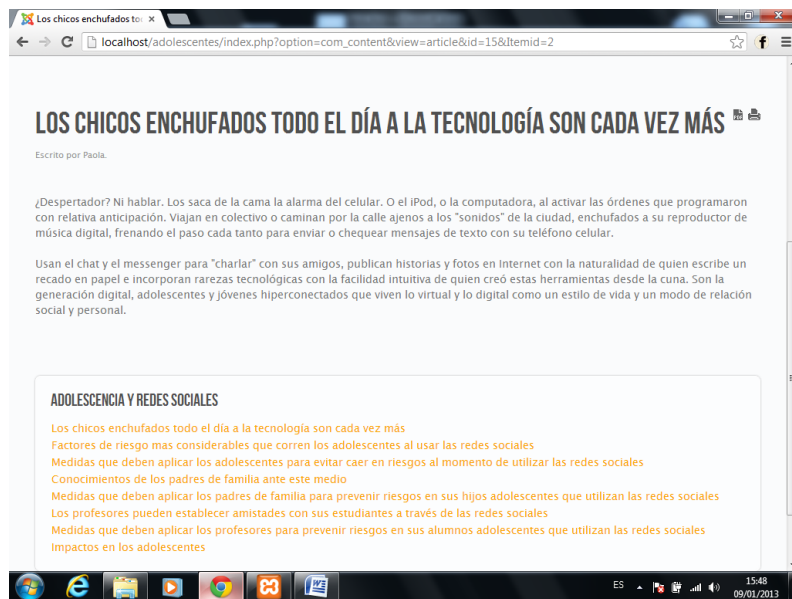 Los chicos enchufados to
localhost/adolescentes/index.php?option=com_content&view=article&id=15&Itemid=2
LOS CHICOS ENCHUFADOS TODO EL DÍA A LA TECNOLOGÍA SON CADA VEZ MÁS
Escrito por Paola.
¿Despertador? Ni hablar. Los saca de la cama la alarma del celular. O el iPod, o la computadora, al activar las órdenes que programaron
con relativa anticipación. Viajan en colectivo o caminan por la calle ajenos a los "sonidos" de la ciudad, enchufados a su reproductor de
música digital, frenando el paso cada tanto para enviar o chequear mensajes de texto con su teléfono celular.
Usan el chat y el messenger para "charlar" con sus amigos, publican historias y fotos en Internet con la naturalidad de quien escribe un
recado en papel e incorporan rarezas tecnológicas con la facilidad intuitiva de quien creó estas herramientas desde la cuna. Son la
generación digital, adolescentes y jóvenes hiperconectados que viven lo virtual y lo digital como un estilo de vida y un modo de relación
social y personal.
ADOLESCENCIA Y REDES SOCIALES
Los chicos enchufados todo el día a la tecnología son cada vez más
Factores de riesgo mas considerables que corren los adolescentes al usar las redes sociales
Medidas que deben aplicar los adolescentes para evitar caer en riesgos al momento de utilizar las redes sociales
Conocimientos de los padres de familia ante este medio
Medidas que deben aplicar los padres de familia para prevenir riesgos en sus hijos adolescentes que utilizan las redes sociales
Los profesores pueden establecer amistades con sus estudiantes a través de las redes sociales
Medidas que deben aplicar los profesores para prevenir riesgos en sus alumnos adolescentes que utilizan las redes sociales
Impactos en los adolescentes
ES
15:48
09/01/2013